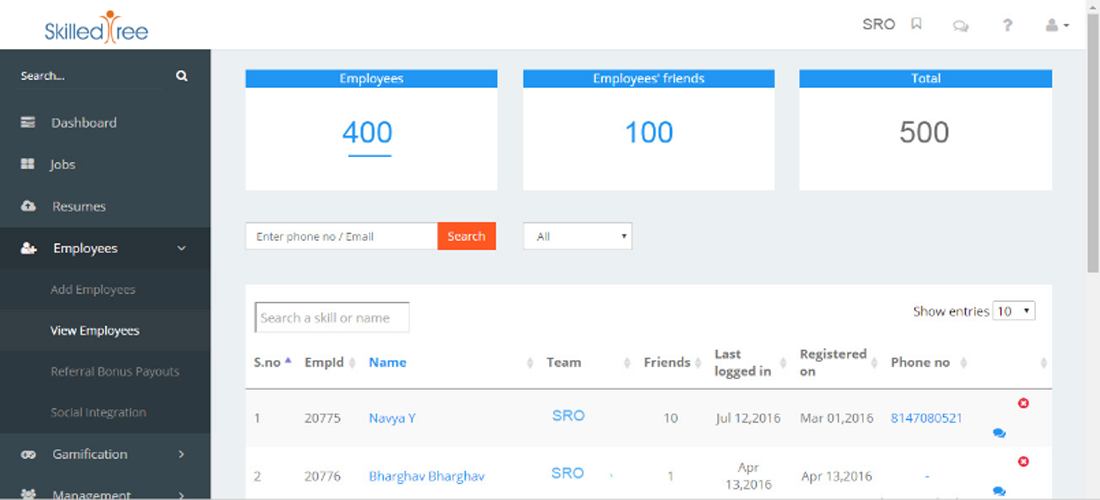 SkilledTree
SRO
Search...
Dashboard
Jobs
Resumes
Employees
Add Employees
View Employees
Referral Bonus Payouts
Social Integration
Gamification
Management
Employees
400
Employees' friends
100
Total
500
Enter phone no / Email Search All
Search a skill or name
Show entries 10
S.no EmpId Name Team Friends Last logged in Registered on Phone no
1 20775 Navya Y SRO 10 Jul 12,2016 Mar 01,2016 8147080521
2 20776 Bharghav Bharghav SRO 1 Apr 13,2016 Apr 13,2016 -